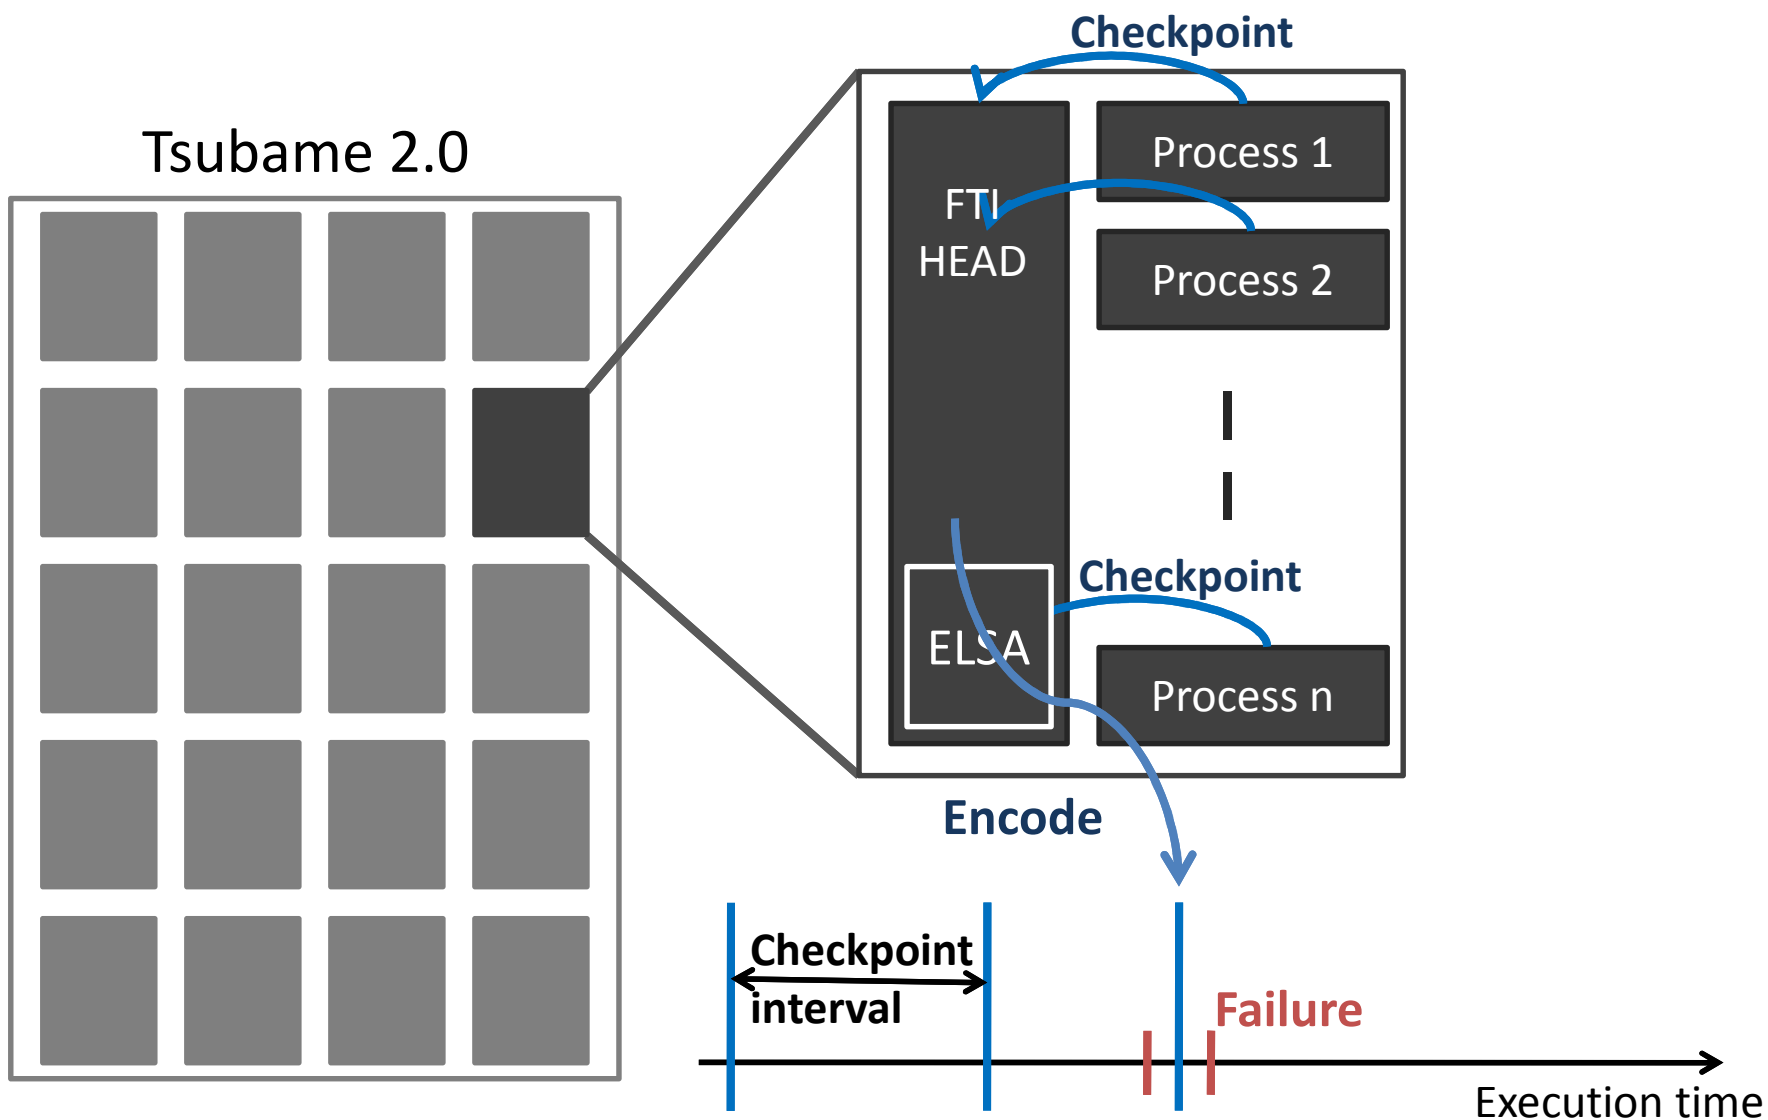 Checkpoint
Tsubame 2.0
Process 1
FTI
HEAD
Process 2
Checkpoint
ELSA
Process n
Encode
Checkpoint
interval
Failure
Execution time